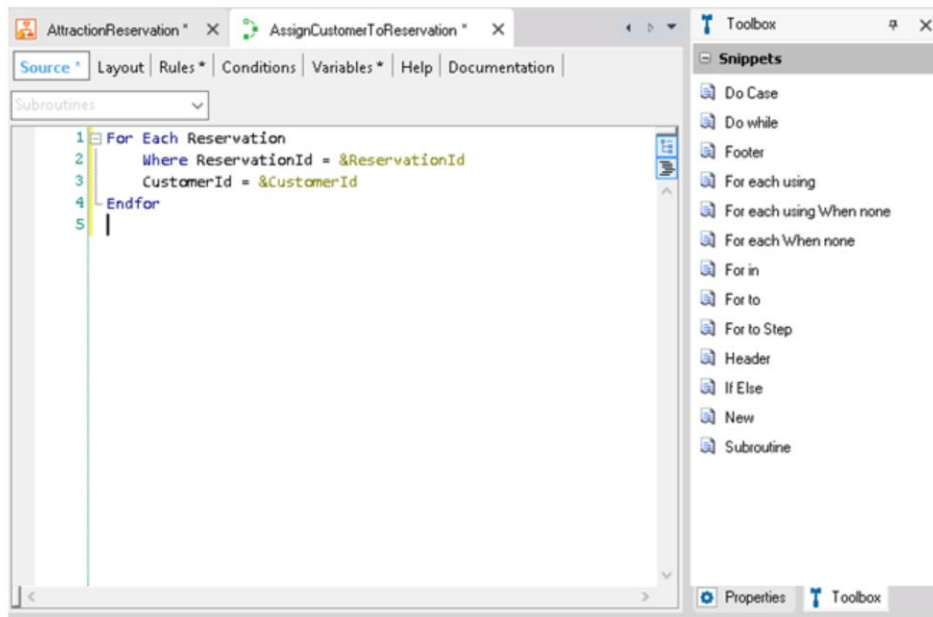 AttractionReservation *
AssignCustomerToReservation *
Source * Layout Rules * Conditions Variables * Help Documentation
Subroutines
1 For Each Reservation
2 Where ReservationId = &ReservationId
3 CustomerId = &CustomerId
4 Endfor
5
Toolbox
Snippets
Do Case
Do while
Footer
For each using
For each using When none
For each When none
For in
For to
For to Step
Header
If Else
New
Subroutine
Properties Toolbox